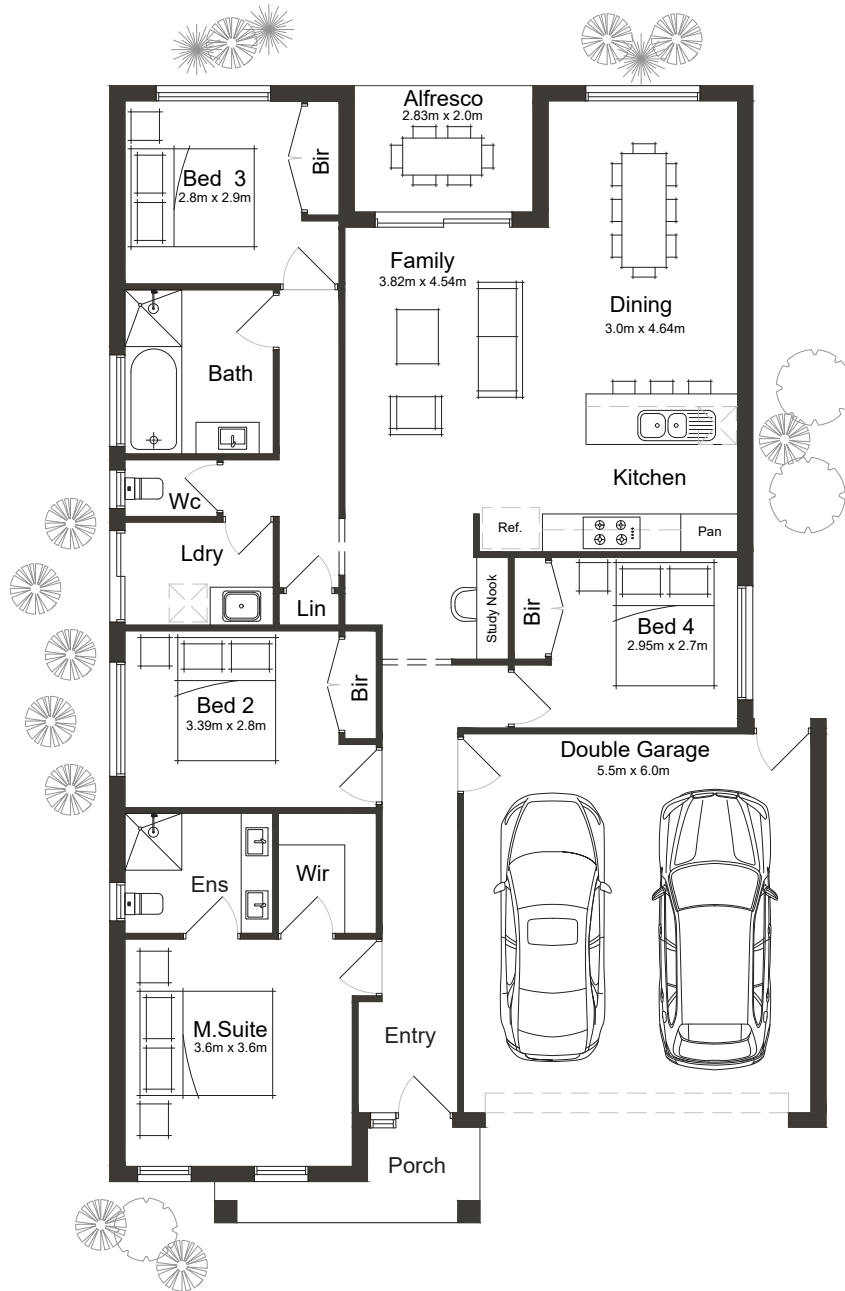 Alfresco
2.83m x 2.0m
Bed 3
2.8m x 2.9m
Bir
Family
3.82m x 4.54m
Dining
3.0m x 4.64m
Bath
Kitchen
Wc
Ref.
Pan
Ldry
Lin
Study Nook
Bir
Bed 4
2.95m x 2.7m
Bed 2
3.39m x 2.8m
Bir
Double Garage
5.5m x 6.0m
Ens
Wir
M.Suite
3.6m x 3.6m
Entry
Porch